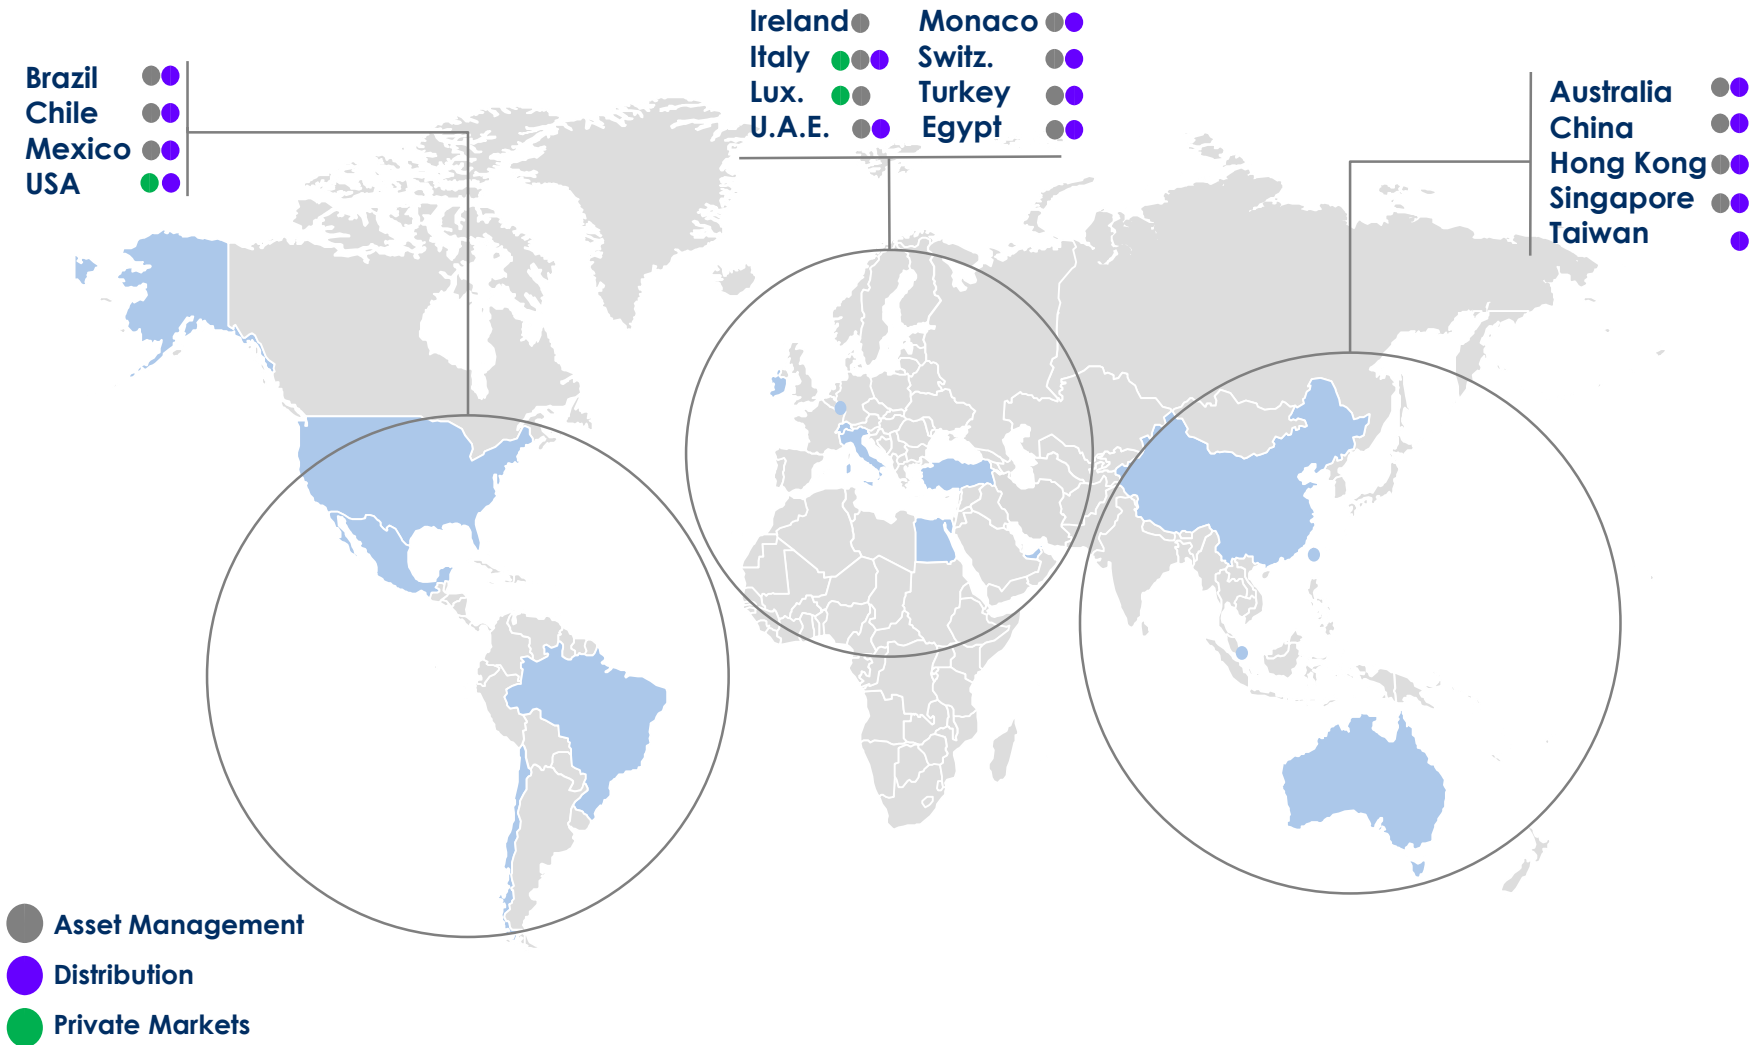 Brazil
Chile
Mexico
USA
Ireland
Italy
Lux.
U.A.E.
Monaco
Switz.
Turkey
Egypt
Australia
China
Hong Kong
Singapore
Taiwan
Asset Management
Distribution
Private Markets